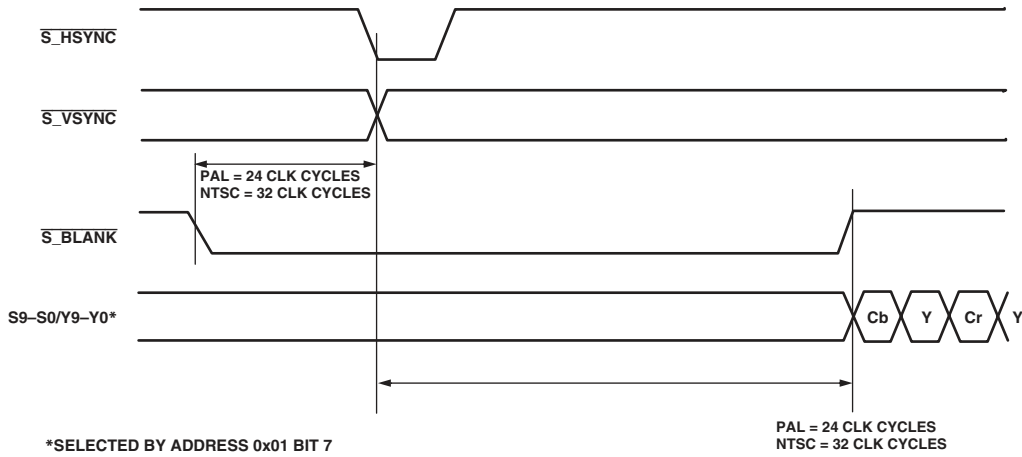 S_HSYNC
S_VSYNC
PAL = 24 CLK CYCLES
NTSC = 32 CLK CYCLES
S_BLANK
S9–S0/Y9–Y0*
Cb Y Cr Y
PAL = 24 CLK CYCLES
NTSC = 32 CLK CYCLES
*SELECTED BY ADDRESS 0x01 BIT 7